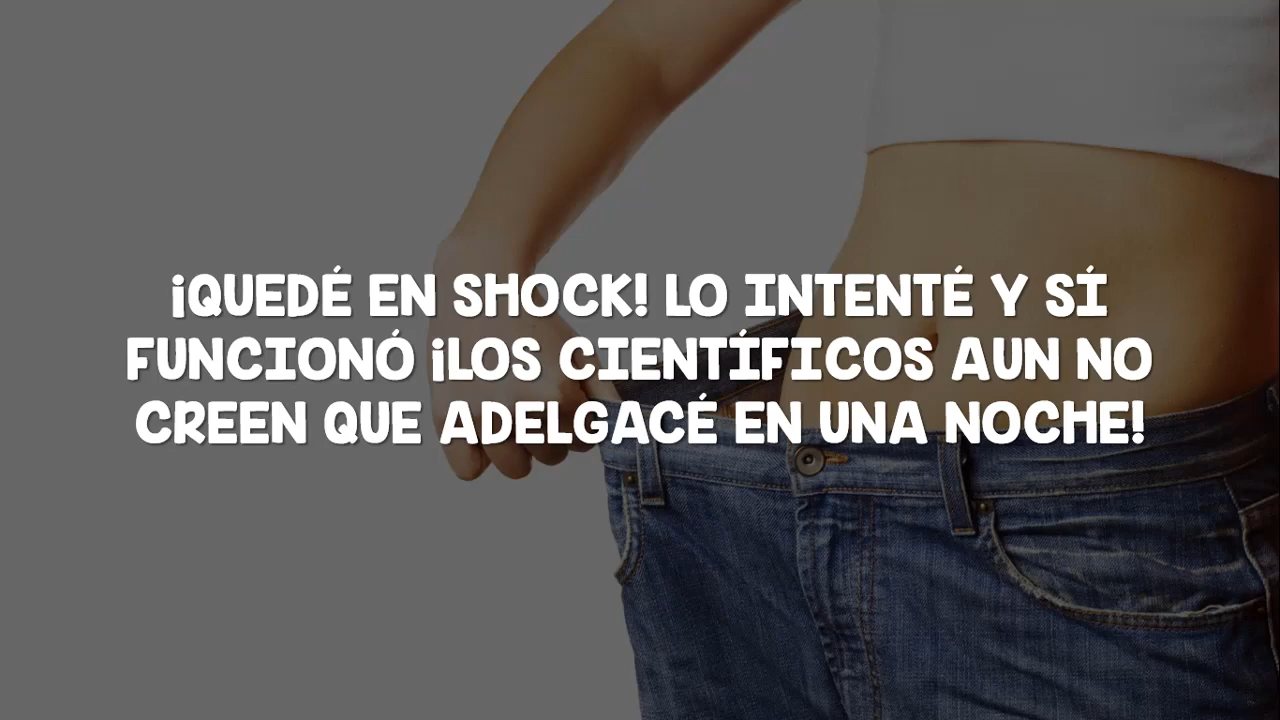 ¡QUEDÉ EN SHOCK! LO INTENTÉ Y SÍ
FUNCIONÓ ¡LOS CIENTÍFICOS AUN NO
CREEN QUE ADELGACÉ EN UNA NOCHE!